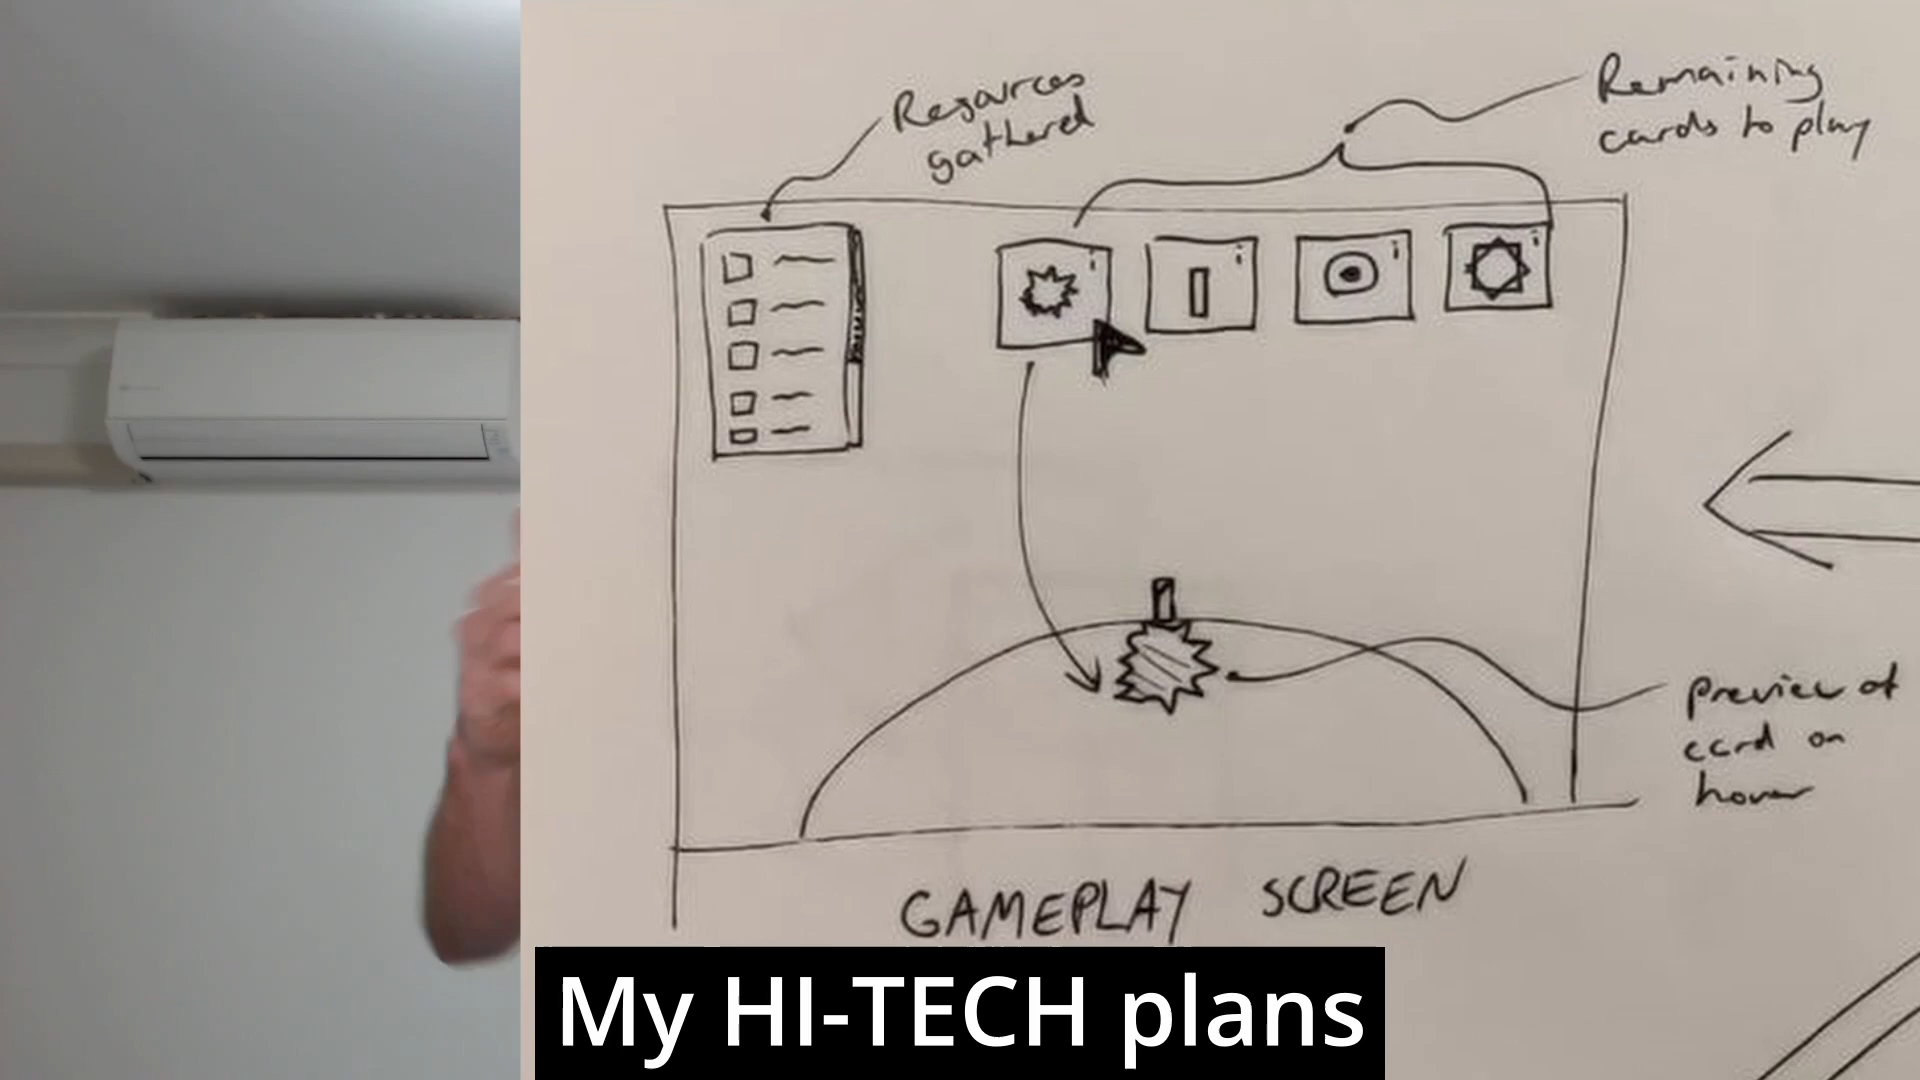 Resources
gathered
Remaining
cards to play
i
i
i
i
preview of
card on
hover
GAMEPLAY SCREEN
My HI-TECH plans